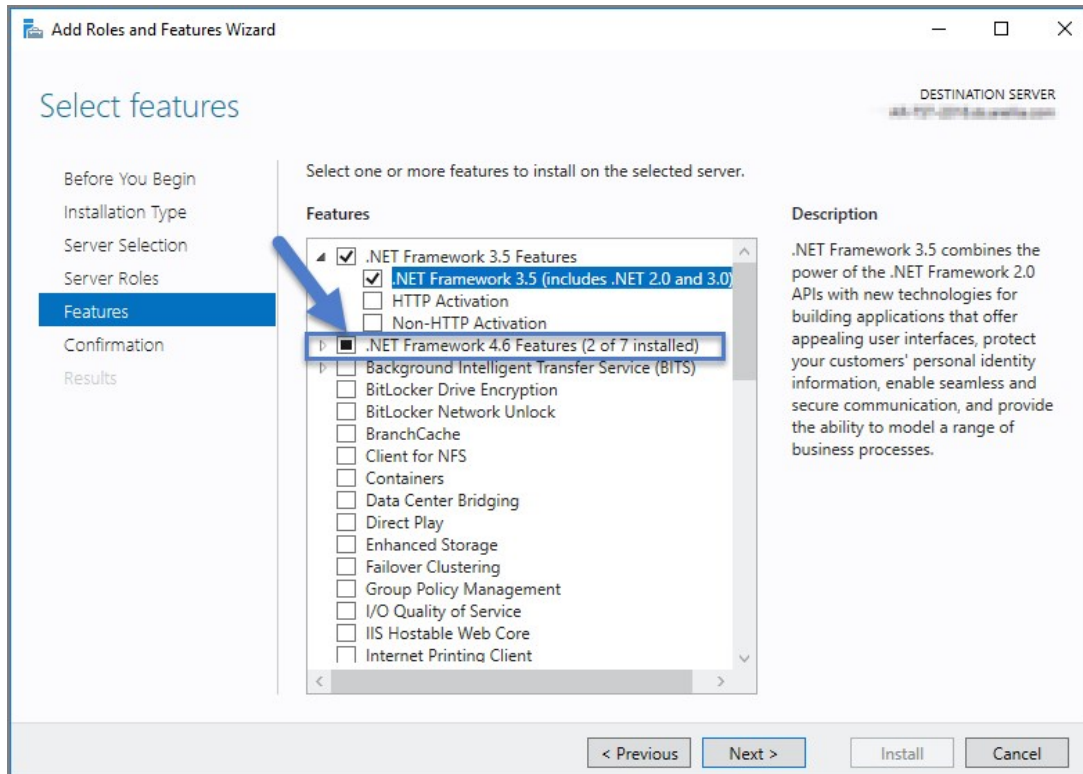 Add Roles and Features Wizard
Select features
DESTINATION SERVER
Before You Begin
Installation Type
Server Selection
Server Roles
Features
Confirmation
Results
Select one or more features to install on the selected server.
Features
.NET Framework 3.5 Features
.NET Framework 3.5 (includes .NET 2.0 and 3.0)
HTTP Activation
Non-HTTP Activation
.NET Framework 4.6 Features (2 of 7 installed)
Background Intelligent Transfer Service (BITS)
BitLocker Drive Encryption
BitLocker Network Unlock
BranchCache
Client for NFS
Containers
Data Center Bridging
Direct Play
Enhanced Storage
Failover Clustering
Group Policy Management
I/O Quality of Service
IIS Hostable Web Core
Internet Printing Client
Description
.NET Framework 3.5 combines the
power of the .NET Framework 2.0
APIs with new technologies for
building applications that offer
appealing user interfaces, protect
your customers' personal identity
information, enable seamless and
secure communication, and provide
the ability to model a range of
business processes.
< Previous
Next >
Install
Cancel